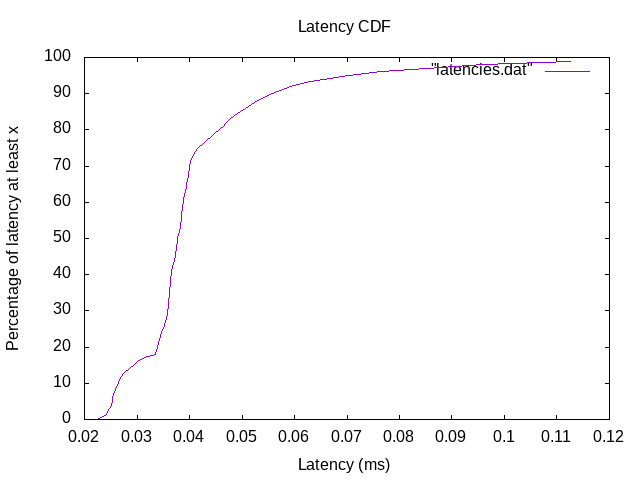 Latency CDF
Percentage of latency at least x
100
90
80
70
60
50
40
30
20
10
0
"latencies.dat"
0.02 0.03 0.04 0.05 0.06 0.07 0.08 0.09 0.1 0.11 0.12
Latency (ms)